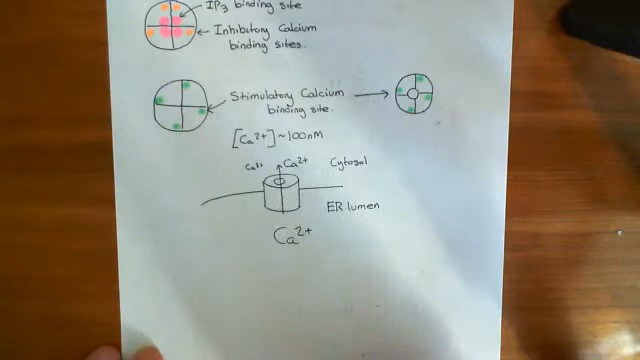 IP₃ binding site
Inhibitory Calcium
binding sites.
Stimulatory Calcium
binding site.
[Ca²⁺] ~ 100nM
Ca²⁺ Ca²⁺ Cytosol
ER lumen
Ca²⁺